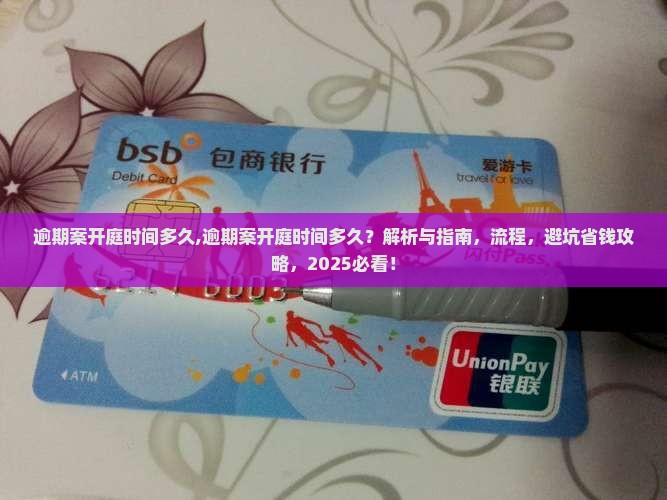 bsb 包商银行
Debit Card
爱游卡
travel for love
逾期案开庭时间多久,逾期案开庭时间多久？解析与指南，流程，避坑省钱攻
略，2025必看！
闪付Pass
6217 6003
ATM
UnionPay
银联